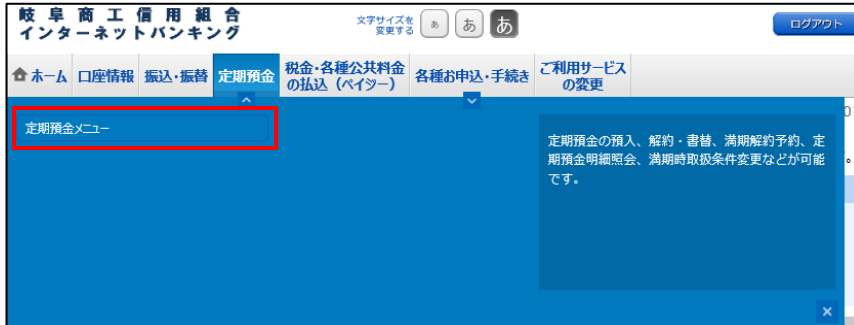 岐阜商工信用組合
インターネットバンキング
文字サイズを
変更する
あ
あ
あ
ログアウト
ホーム
口座情報
振込・振替
定期預金
税金・各種公共料金
の払込（ペイジー）
各種お申込・手続き
ご利用サービス
の変更
定期預金メニュー
定期預金の預入、解約・書替、満期解約予約、定
期預金明細照会、満期時取扱条件変更などが可能
です。